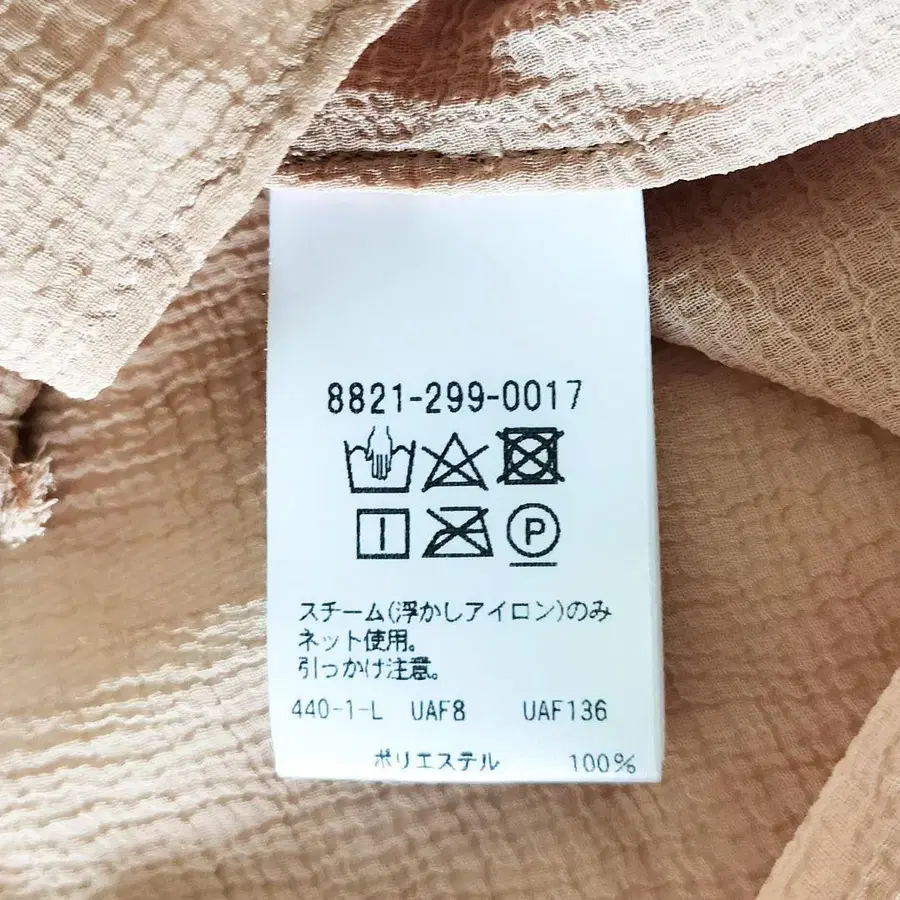 8821-299-0017
P
スチーム(浮かしアイロン)のみ
ネット使用。
引っかけ注意。
440-1-L UAF8 UAF136
ポリエステル 100%